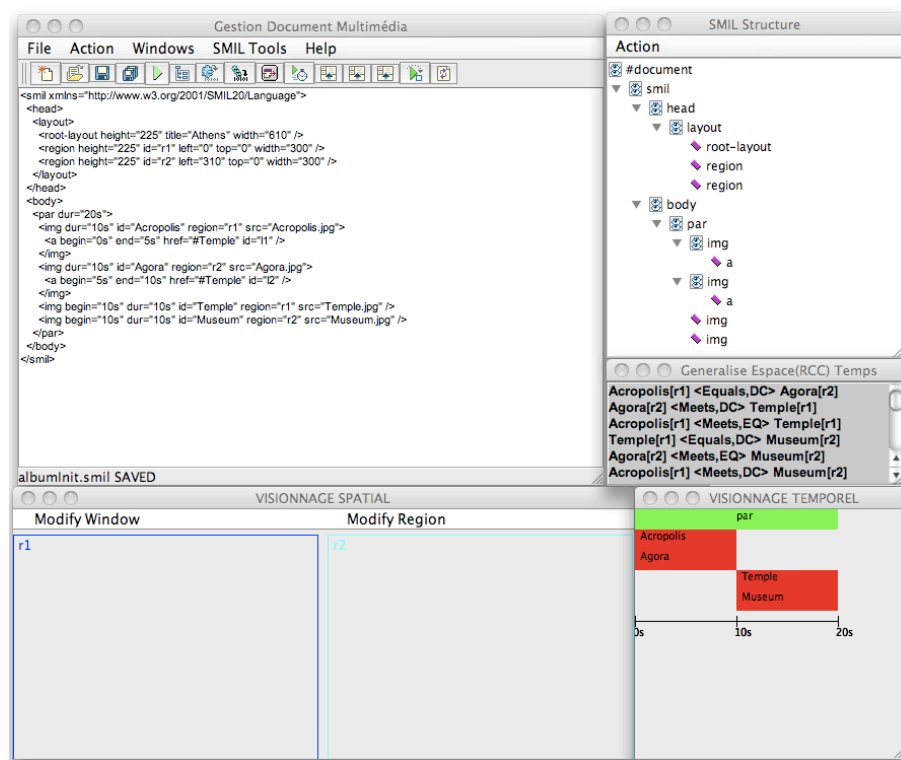 Gestion Document Multimédia
File Action Windows SMIL Tools Help
<smil xmlns="http://www.w3.org/2001/SMIL20/Language">
<head>
<layout>
<root-layout height="225" title="Athens" width="610" />
<region height="225" id="r1" left="0" top="0" width="300" />
<region height="225" id="r2" left="310" top="0" width="300" />
</layout>
</head>
<body>
<par dur="20s">
<img dur="10s" id="Acropolis" region="r1" src="Acropolis.jpg">
<a begin="0s" end="5s" href="#Temple" id="l1" />
</img>
<img dur="10s" id="Agora" region="r2" src="Agora.jpg">
<a begin="5s" end="10s" href="#Temple" id="l2" />
</img>
<img begin="10s" dur="10s" id="Temple" region="r1" src="Temple.jpg" />
<img begin="10s" dur="10s" id="Museum" region="r2" src="Museum.jpg" />
</par>
</body>
</smil>
albumInit.smil SAVED
SMIL Structure
Action
#document
smil
head
layout
root-layout
region
region
body
par
img
a
img
a
img
img
Generalise Espace(RCC) Temps
Acropolis[r1] <Equals,DC> Agora[r2]
Agora[r2] <Meets,DC> Temple[r1]
Acropolis[r1] <Meets,EQ> Temple[r1]
Temple[r1] <Equals,DC> Museum[r2]
Agora[r2] <Meets,EQ> Museum[r2]
Acropolis[r1] <Meets,DC> Museum[r2]
VISIONNAGE SPATIAL
Modify Window Modify Region
r1
r2
VISIONNAGE TEMPOREL
par
Acropolis
Agora
Temple
Museum
0s 10s 20s